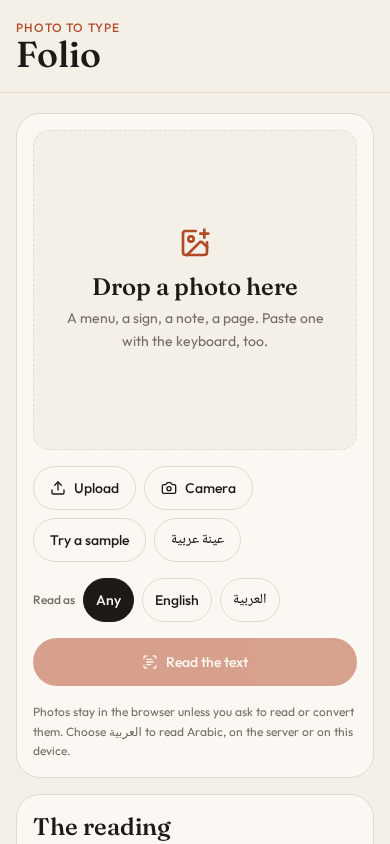 PHOTO TO TYPE
Folio
Drop a photo here
A menu, a sign, a note, a page. Paste one
with the keyboard, too.
Upload
Camera
Try a sample
عينة عربية
Read as
Any
English
العربية
Read the text
Photos stay in the browser unless you ask to read or convert
them. Choose العربية to read Arabic, on the server or on this
device.
The reading